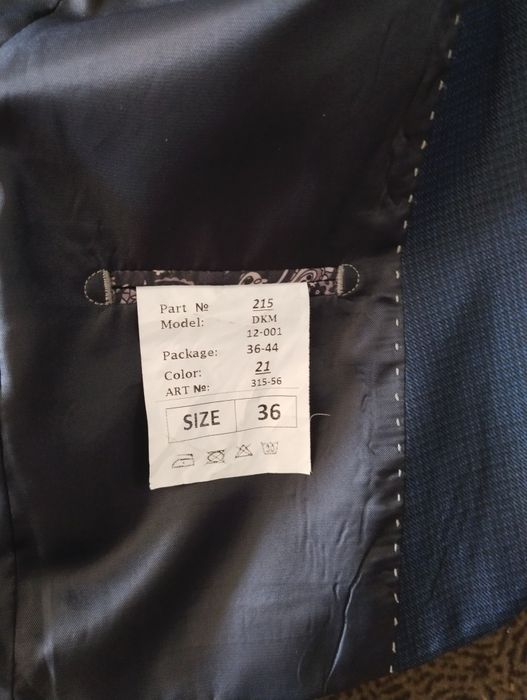 Part № 215
Model: DKM
12-001
Package: 36-44
Color: 21
ART №: 315-56
SIZE 36